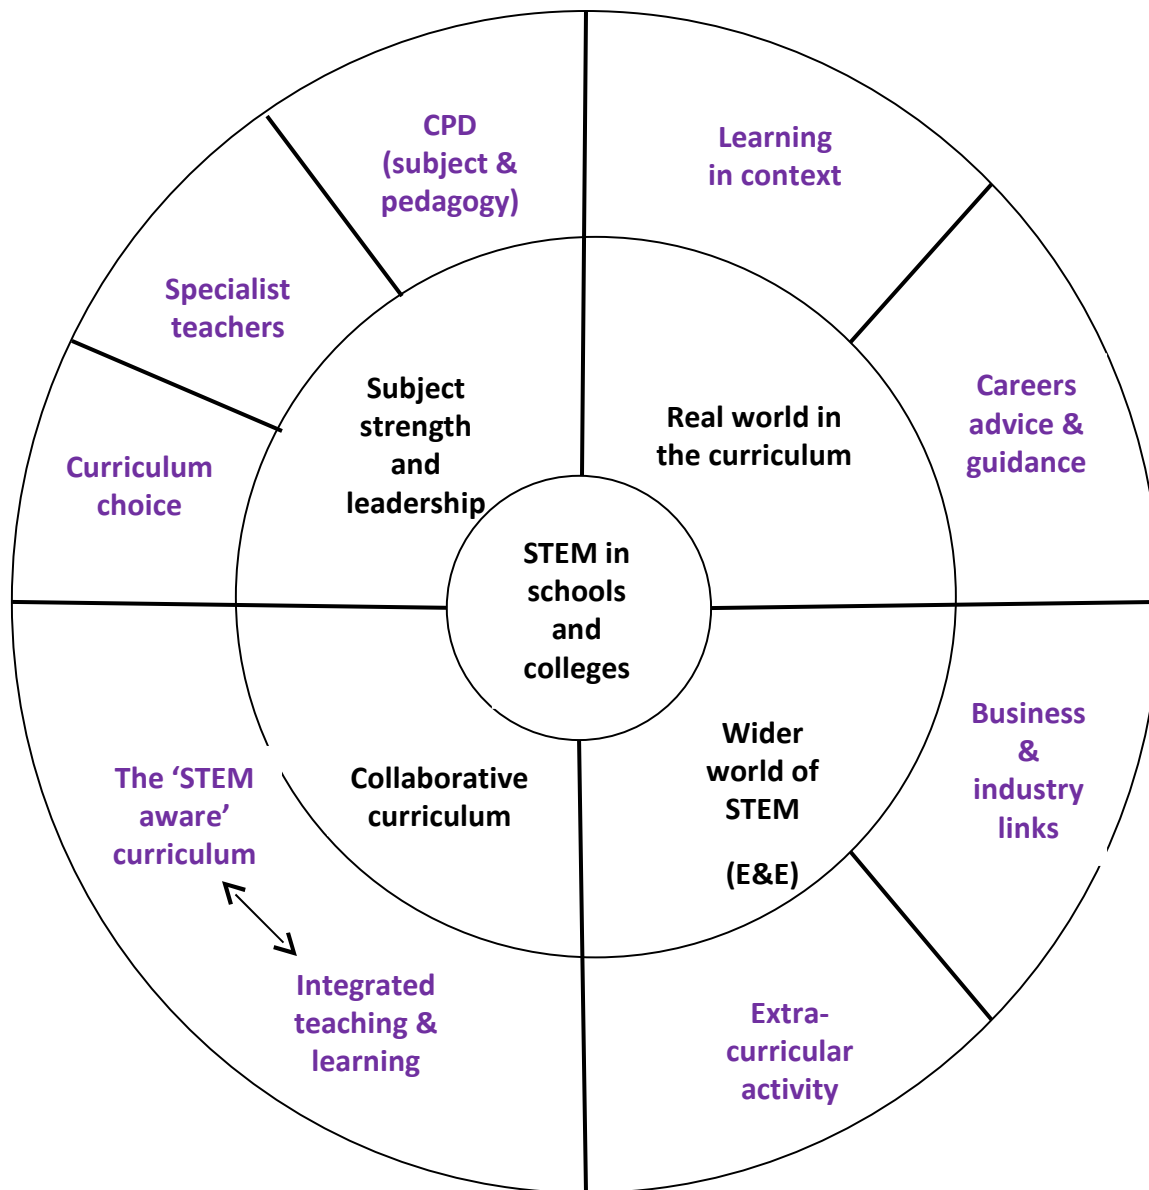 CPD
(subject &
pedagogy)
Learning
in context
Specialist
teachers
Subject
strength
and
leadership
Real world in
the curriculum
Careers
advice &
guidance
Curriculum
choice
STEM in
schools
and
colleges
The ‘STEM
aware’
curriculum
Collaborative
curriculum
Wider
world of
STEM
(E&E)
Business
&
industry
links
Integrated
teaching &
learning
Extra-
curricular
activity